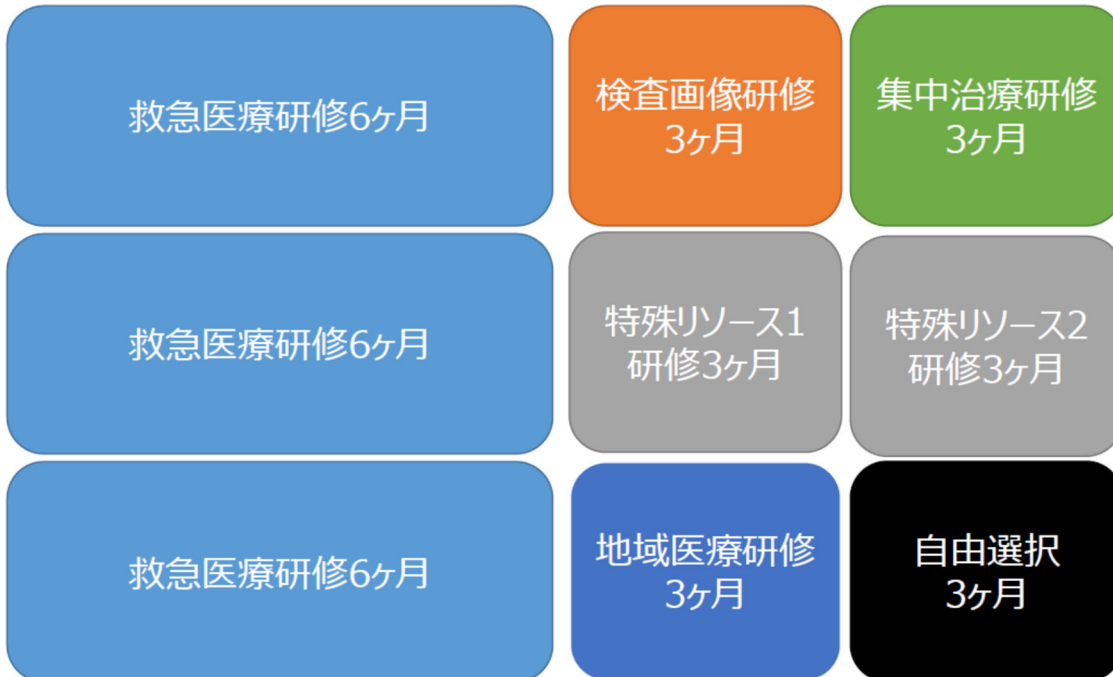 救急医療研修6ヶ月
検査画像研修
3ヶ月
集中治療研修
3ヶ月
救急医療研修6ヶ月
特殊リソース1
研修3ヶ月
特殊リソース2
研修3ヶ月
救急医療研修6ヶ月
地域医療研修
3ヶ月
自由選択
3ヶ月